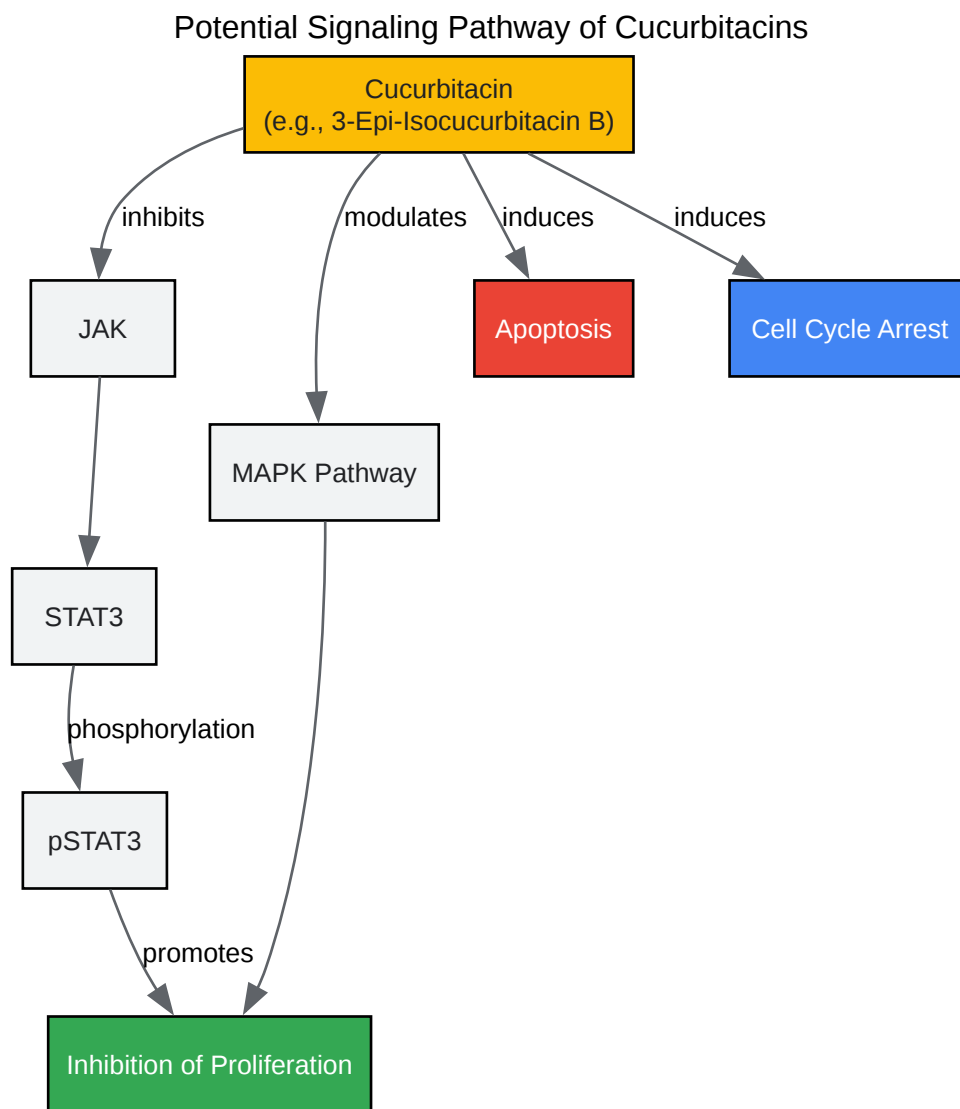 Potential Signaling Pathway of Cucurbitacins
Cucurbitacin
(e.g., 3-Epi-Isocucurbitacin B)
inhibits
modulates
induces
induces
JAK
Apoptosis
Cell Cycle Arrest
MAPK Pathway
STAT3
phosphorylation
pSTAT3
promotes
Inhibition of Proliferation